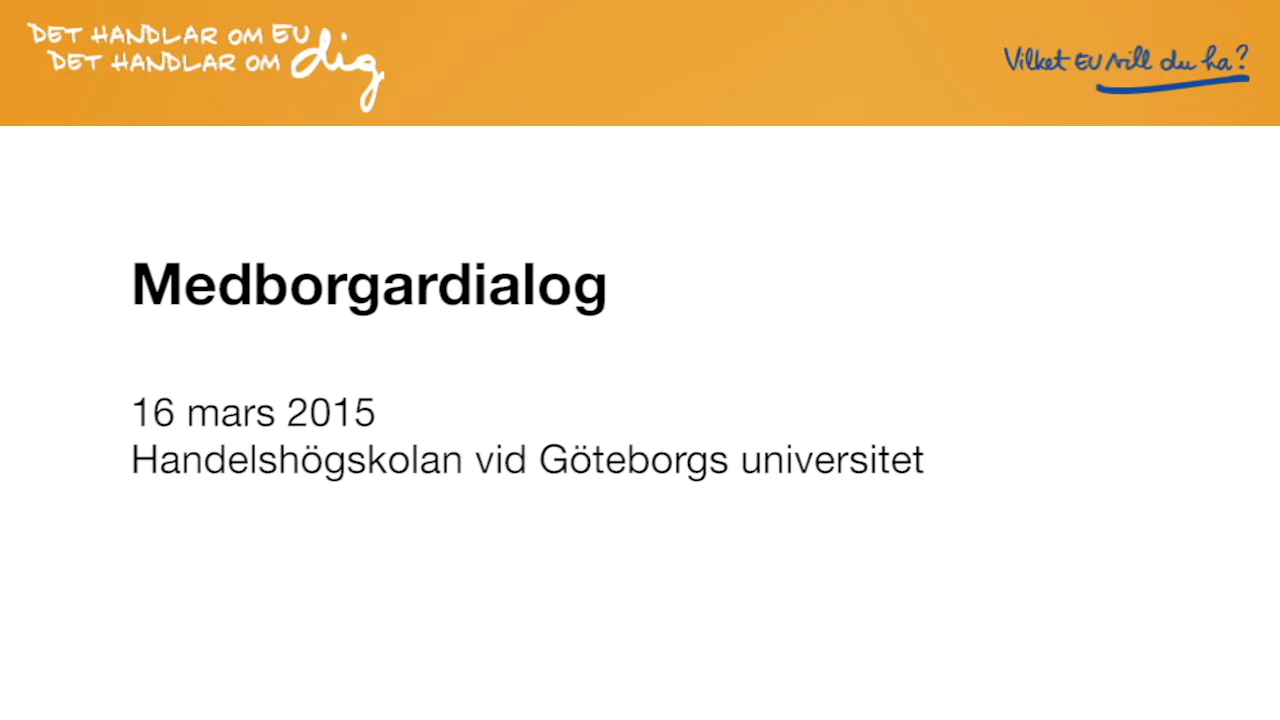 DET HANDLAR OM EU
DET HANDLAR OM dig
Vilket EU vill du ha?
Medborgardialog
16 mars 2015
Handelshögskolan vid Göteborgs universitet